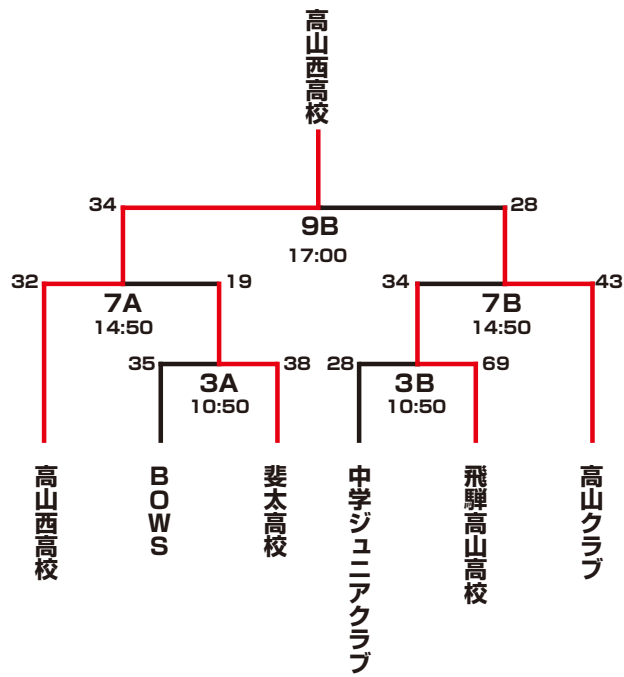 高山西高校
34
28
9B
17:00
32
19
34
43
7A
14:50
7B
14:50
35
38
28
69
3A
10:50
3B
10:50
高山西高校
BOWS
斐太高校
中学ジュニアクラブ
飛騨高山高校
高山クラブ